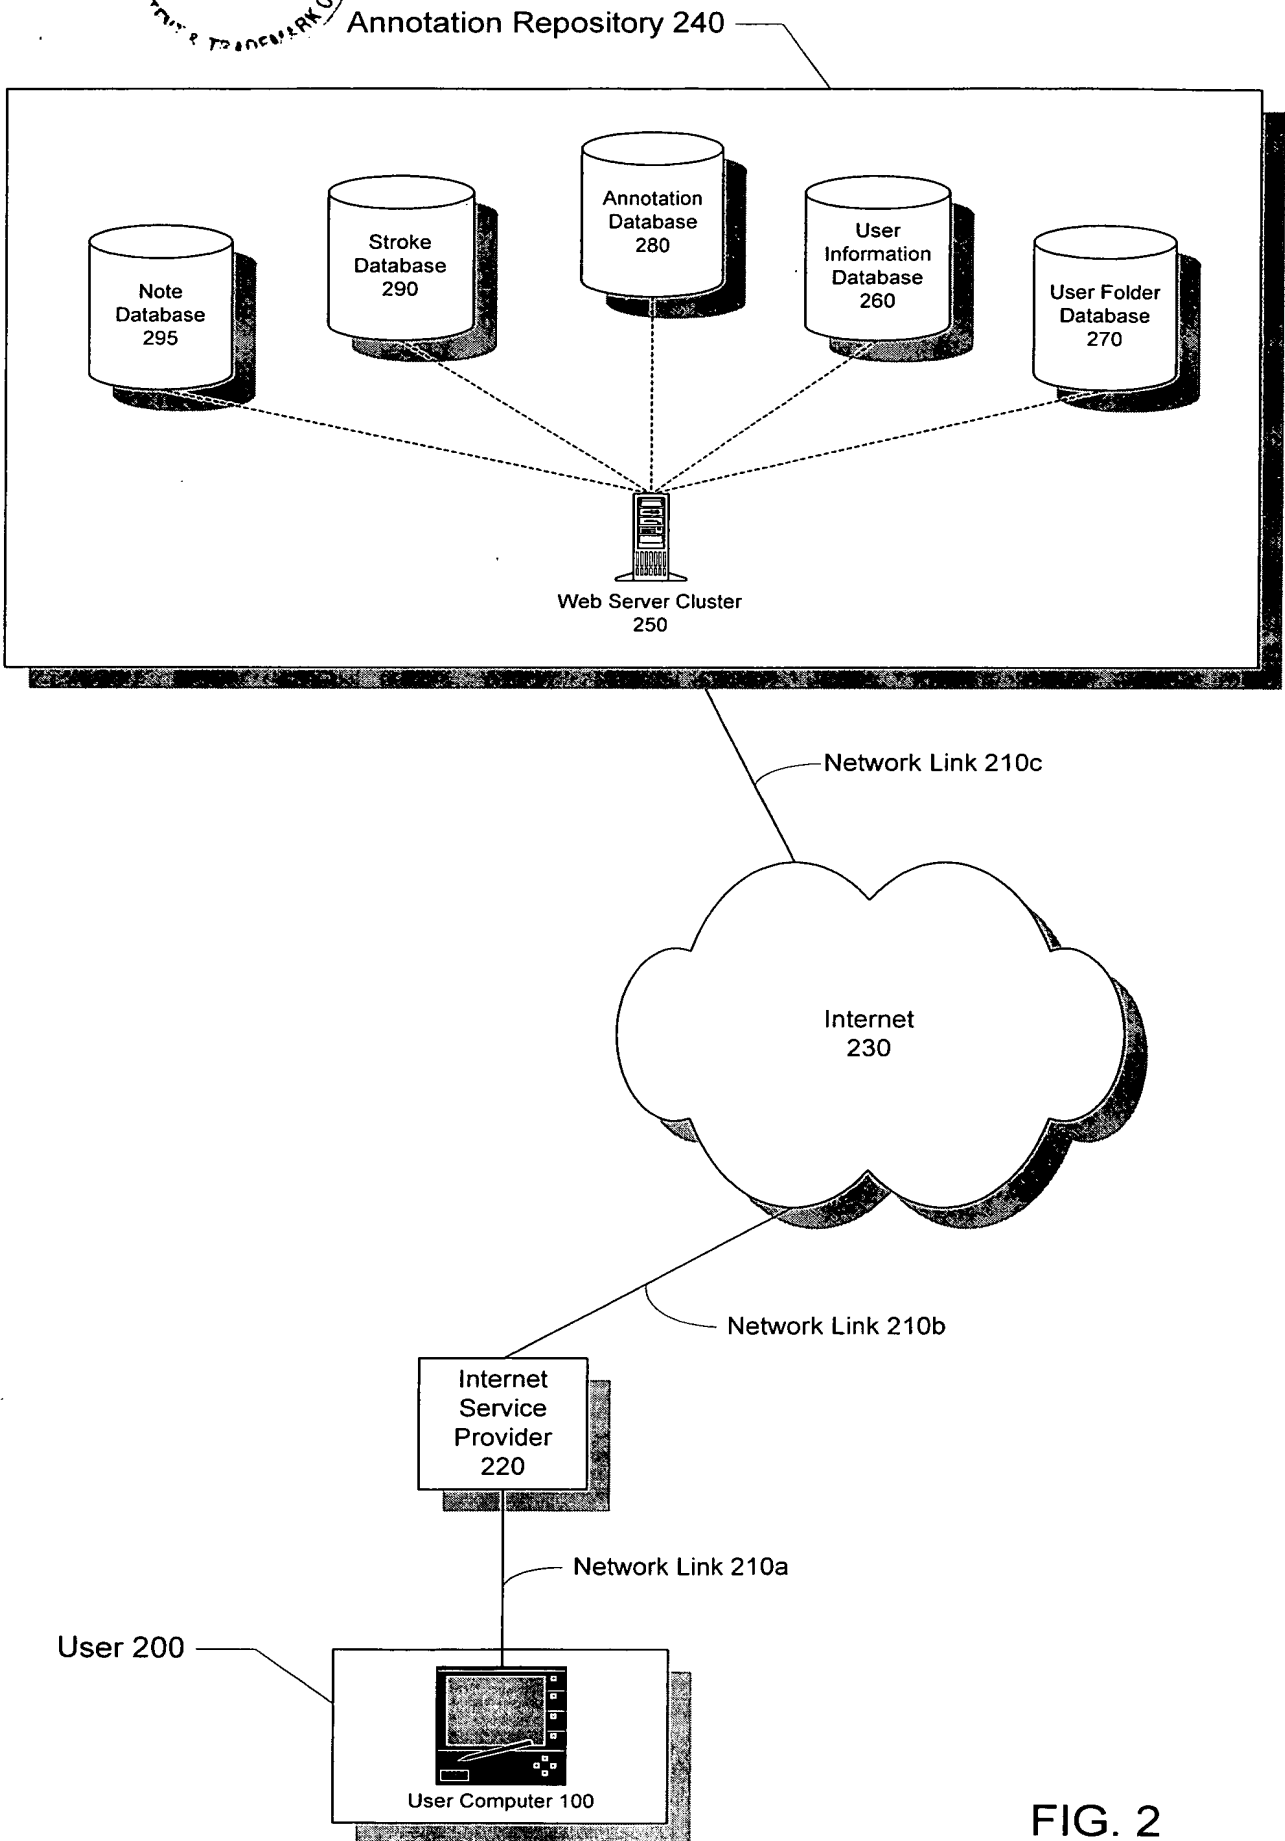 & TRADEMARK
Annotation Repository 240
Annotation
Database
280
Stroke
Database
290
User
Information
Database
260
Note
Database
295
User Folder
Database
270
Web Server Cluster
250
Network Link 210c
Internet
230
Network Link 210b
Internet
Service
Provider
220
Network Link 210a
User 200
User Computer 100
FIG. 2